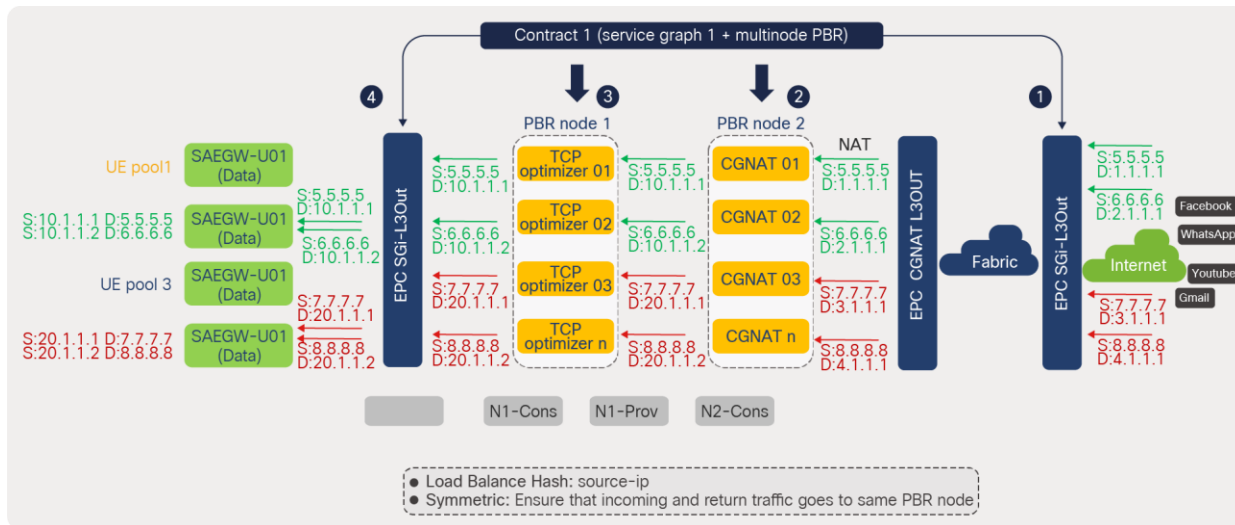 Contract 1 (service graph 1 + multinode PBR)
4
3
2
1
PBR node 1
PBR node 2
NAT
UE pool1
SAEGW-U01
(Data)
S:10.1.1.1 D:5.5.5.5
S:10.1.1.2 D:6.6.6.6
SAEGW-U01
(Data)
UE pool 3
SAEGW-U01
(Data)
S:20.1.1.1 D:7.7.7.7
S:20.1.1.2 D:8.8.8.8
SAEGW-U01
(Data)
S:5.5.5.5
D:10.1.1.1
S:6.6.6.6
D:10.1.1.2
S:7.7.7.7
D:20.1.1.1
S:8.8.8.8
D:20.1.1.2
EPC SGi-L3Out
S:5.5.5.5
D:10.1.1.1
S:6.6.6.6
D:10.1.1.2
S:7.7.7.7
D:20.1.1.1
S:8.8.8.8
D:20.1.1.2
TCP
optimizer 01
TCP
optimizer 02
TCP
optimizer 03
TCP
optimizer n
S:5.5.5.5
D:10.1.1.1
S:6.6.6.6
D:10.1.1.2
S:7.7.7.7
D:20.1.1.1
S:8.8.8.8
D:20.1.1.2
CGNAT 01
CGNAT 02
CGNAT 03
CGNAT n
S:5.5.5.5
D:1.1.1.1
S:6.6.6.6
D:2.1.1.1
S:7.7.7.7
D:3.1.1.1
S:8.8.8.8
D:4.1.1.1
EPC CGNAT L3OUT
Fabric
EPC SGi-L3Out
S:5.5.5.5
D:1.1.1.1
S:6.6.6.6
D:2.1.1.1
Facebook
WhatsApp
Internet
Youtube
Gmail
S:7.7.7.7
D:3.1.1.1
S:8.8.8.8
D:4.1.1.1
N1-Cons
N1-Prov
N2-Cons
● Load Balance Hash: source-ip
● Symmetric: Ensure that incoming and return traffic goes to same PBR node